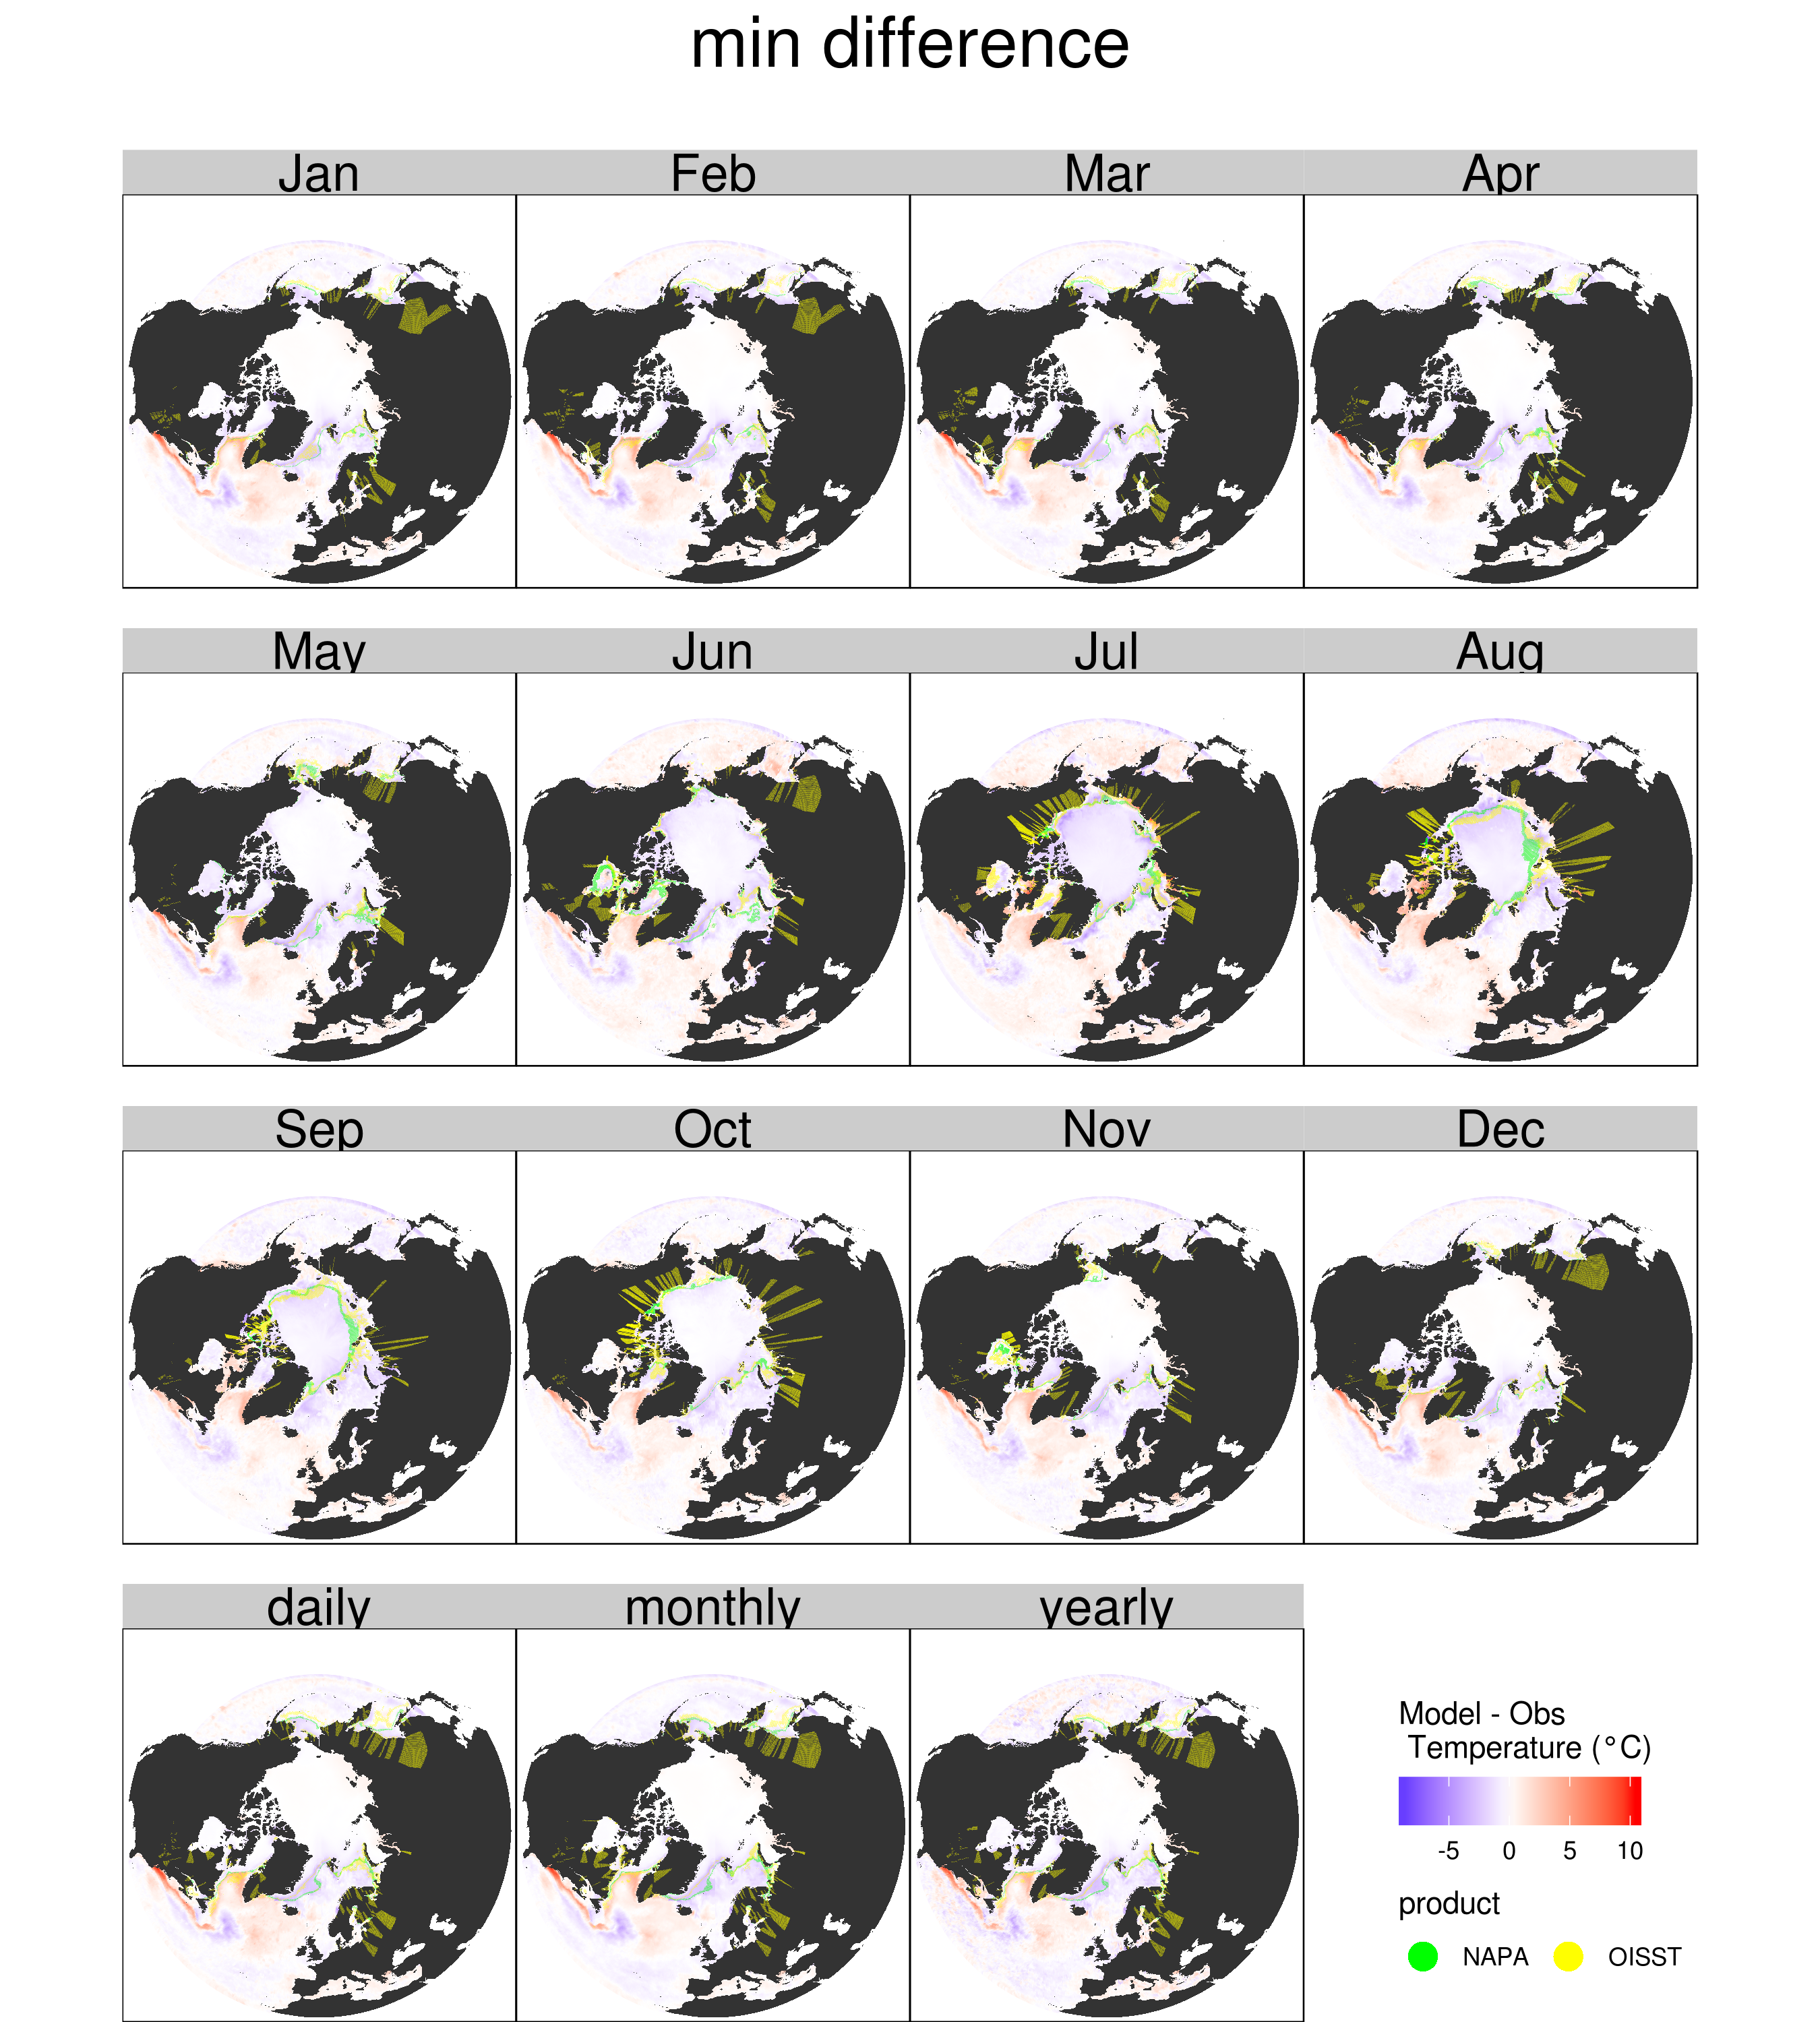 min difference
Jan Feb Mar Apr
May Jun Jul Aug
Sep Oct Nov Dec
daily monthly yearly
Model - Obs
Temperature (°C)
-5 0 5 10
product
NAPA OISST